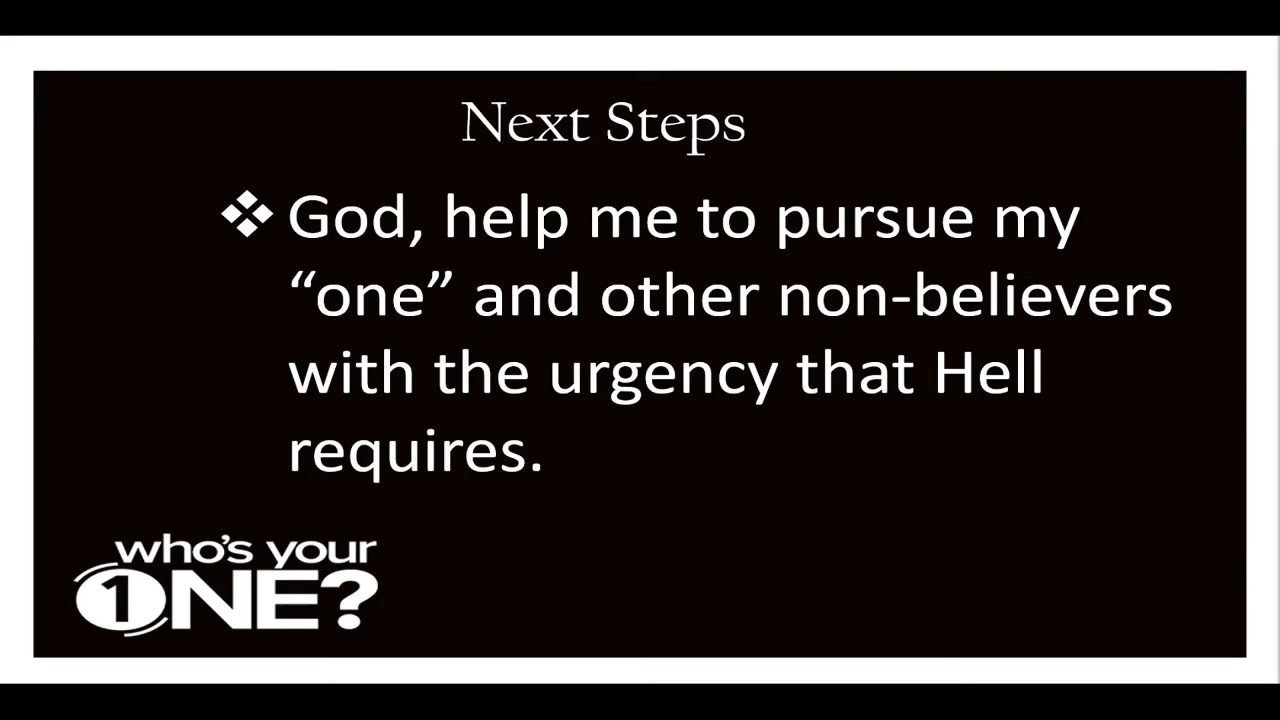 Next Steps
❖ God, help me to pursue my
“one” and other non-believers
with the urgency that Hell
requires.
who's your
1NE?